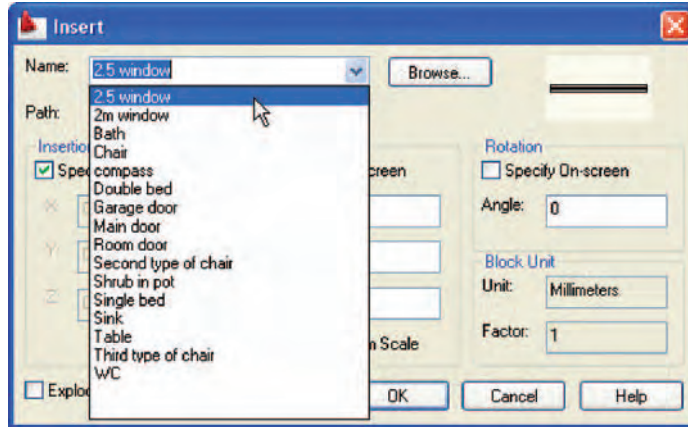 Insert
Name: 2.5 window Browse...
2.5 window
Path: 2m window
Bath
Chair
compass
Double bed
Garage door
Main door
Room door
Second type of chair
Shrub in pot
Single bed
Sink
Table
Third type of chair
WC
Rotation
Specify On-screen
Angle: 0
Block Unit
Unit: Millimeters
Factor: 1
Scale
OK Cancel Help